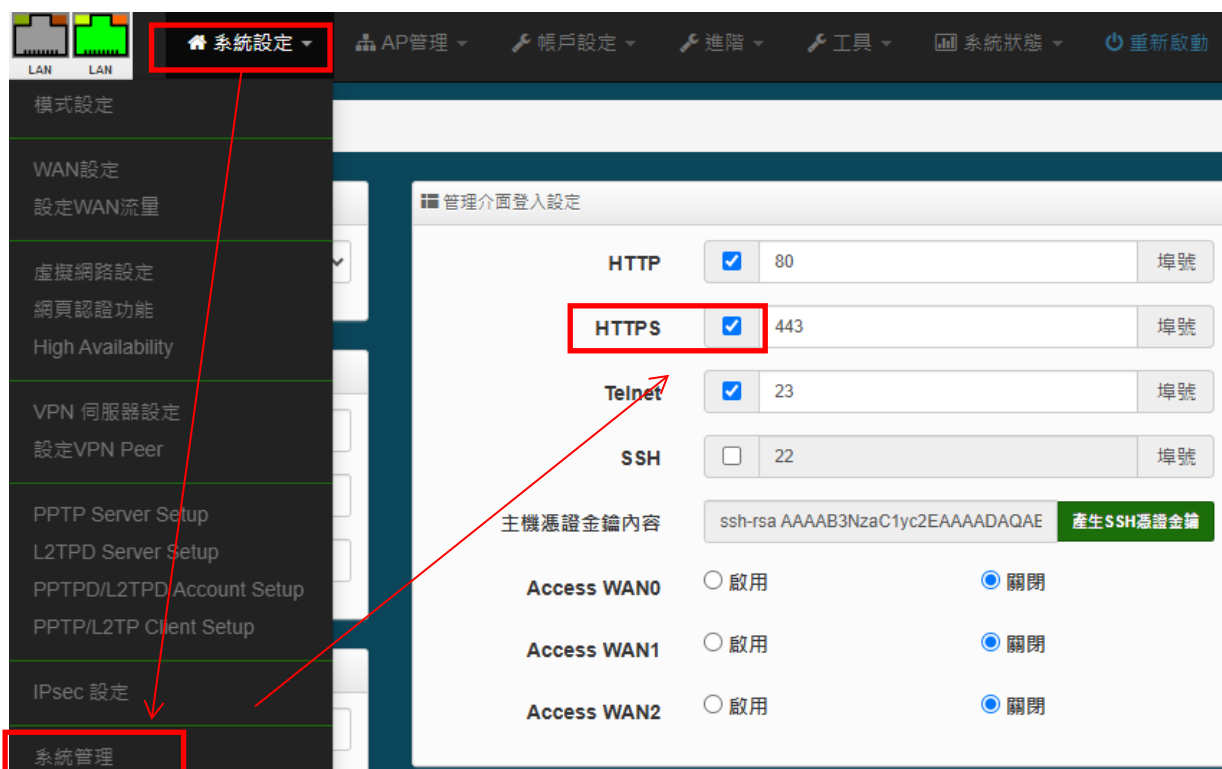 LAN LAN
系統設定 AP管理 帳戶設定 進階 工具 系統狀態 重新啟動
模式設定
WAN設定
設定WAN流量
虛擬網路設定
網頁認證功能
High Availability
VPN 伺服器設定
設定VPN Peer
PPTP Server Setup
L2TPD Server Setup
PPTPD/L2TPD Account Setup
PPTP/L2TP Client Setup
IPsec 設定
系統管理
管理介面登入設定
HTTP 80 埠號
HTTPS 443 埠號
Telnet 23 埠號
SSH 22 埠號
主機憑證金鑰內容 ssh-rsa AAAAB3NzaC1yc2EAAAADAQAE 產生SSH憑證金鑰
Access WAN0 啟用 關閉
Access WAN1 啟用 關閉
Access WAN2 啟用 關閉